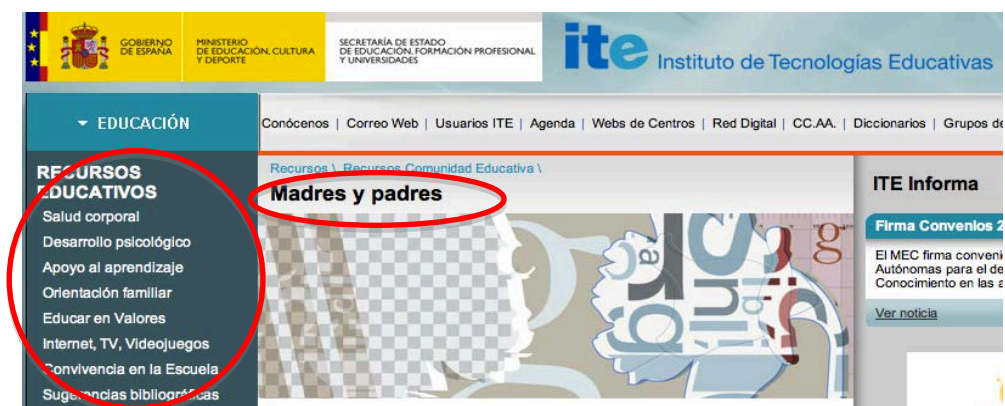 GOBIERNO
DE ESPAÑA
MINISTERIO
DE EDUCACIÓN, CULTURA
Y DEPORTE
SECRETARÍA DE ESTADO
DE EDUCACIÓN, FORMACIÓN PROFESIONAL
Y UNIVERSIDADES
ite Instituto de Tecnologías Educativas
EDUCACIÓN
Conócenos | Correo Web | Usuarios ITE | Agenda | Webs de Centros | Red Digital | CC.AA. | Diccionarios | Grupos de
RECURSOS
EDUCATIVOS
Salud corporal
Desarrollo psicológico
Apoyo al aprendizaje
Orientación familiar
Educar en Valores
Internet, TV, Videojuegos
Convivencia en la Escuela
Sugerencias bibliográficas
Recursos \ Recursos Comunidad Educativa \
Madres y padres
ITE Informa
Firma Convenios 2
El MEC firma conveni
Autónomas para el de
Conocimiento en las a
Ver noticia